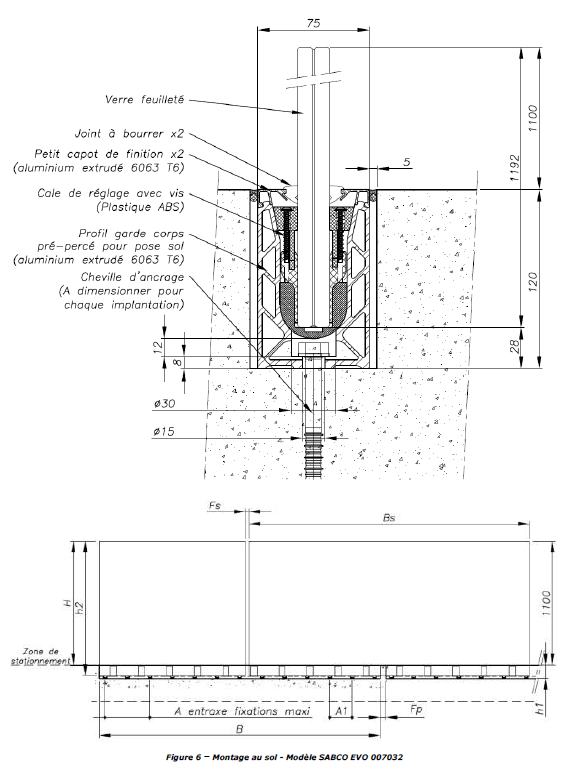 75
Verre feuilleté
Joint à bourrer x2
Petit capot de finition x2
(aluminium extrudé 6063 T6)
Cale de réglage avec vis
(Plastique ABS)
Profil garde corps
pré-percé pour pose sol
(aluminium extrudé 6063 T6)
Cheville d'ancrage
(A dimensionner pour
chaque implantation)
5
1100
1192
120
28
12
8
ø30
ø15
Fs
Bs
H
h2
1100
Zone de
stationnement
A entraxe fixations maxi
A1
Fp
h1
B
Figure 6 – Montage au sol - Modèle SABCO EVO 007032